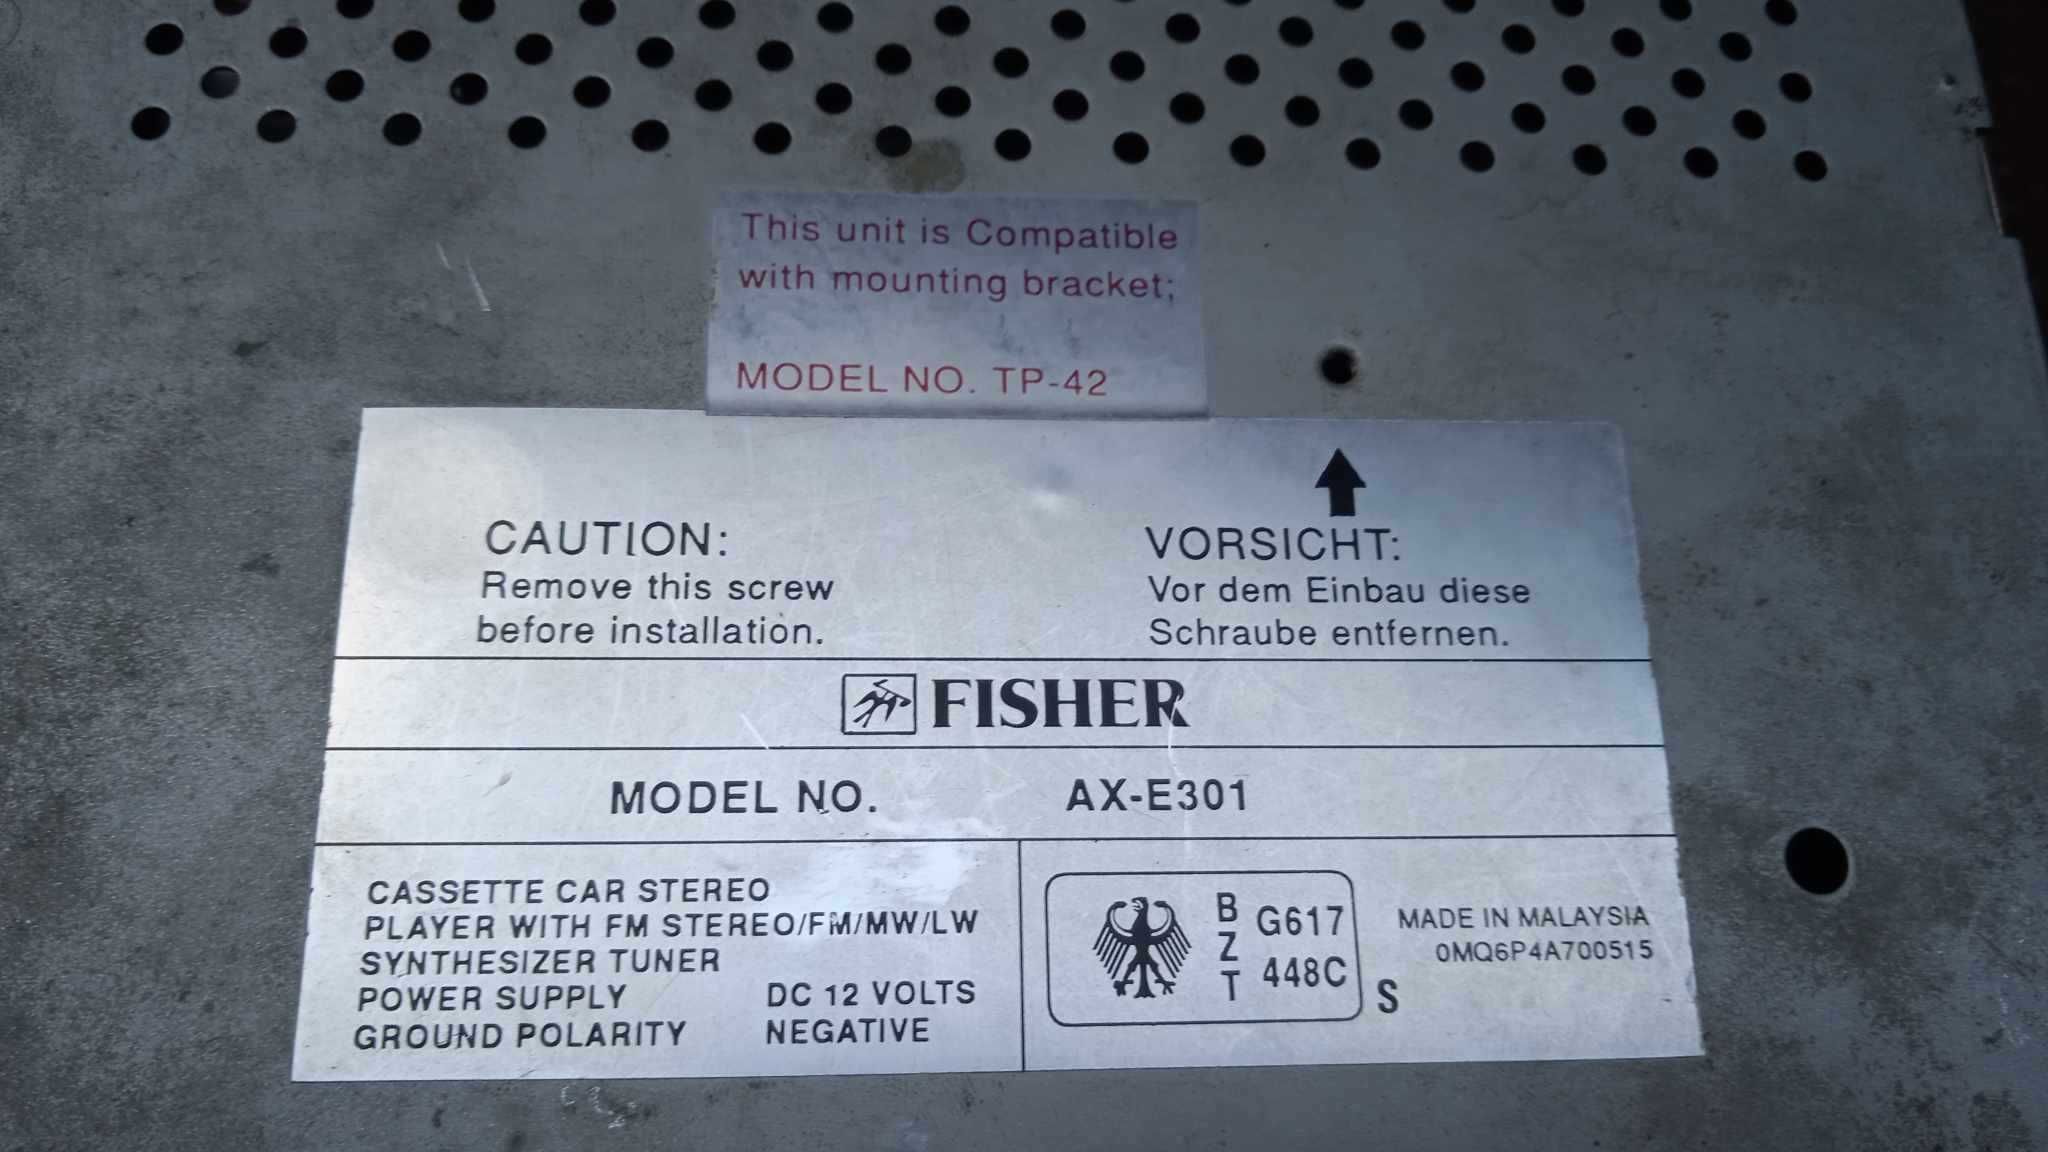 This unit is Compatible
with mounting bracket;
MODEL NO. TP-42
CAUTION:
Remove this screw
before installation.
VORSICHT:
Vor dem Einbau diese
Schraube entfernen.
FISHER
MODEL NO. AX-E301
CASSETTE CAR STEREO
PLAYER WITH FM STEREO/FM/MW/LW
SYNTHESIZER TUNER
POWER SUPPLY DC 12 VOLTS
GROUND POLARITY NEGATIVE
BZT
G617
448C
S
MADE IN MALAYSIA
0MQ6P4A700515